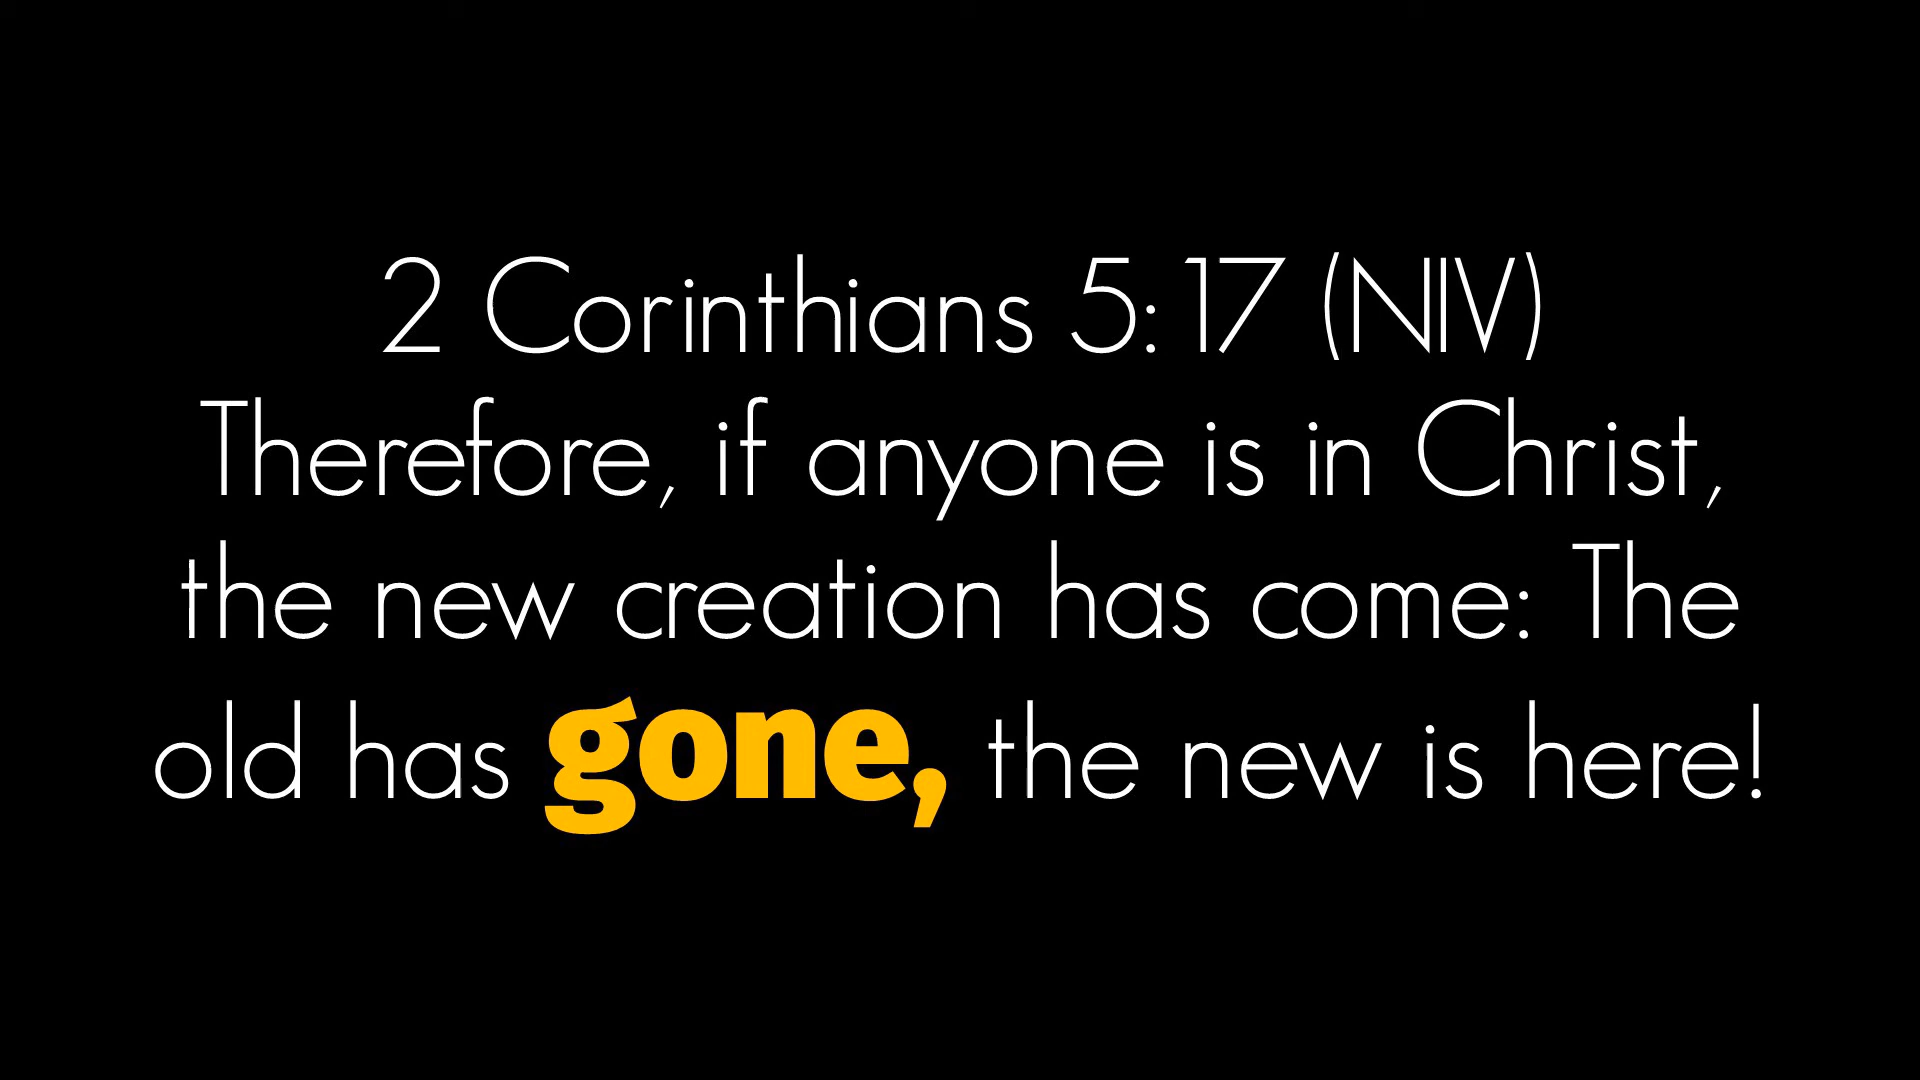 2 Corinthians 5:17 (NIV)
Therefore, if anyone is in Christ,
the new creation has come: The
old has gone, the new is here!